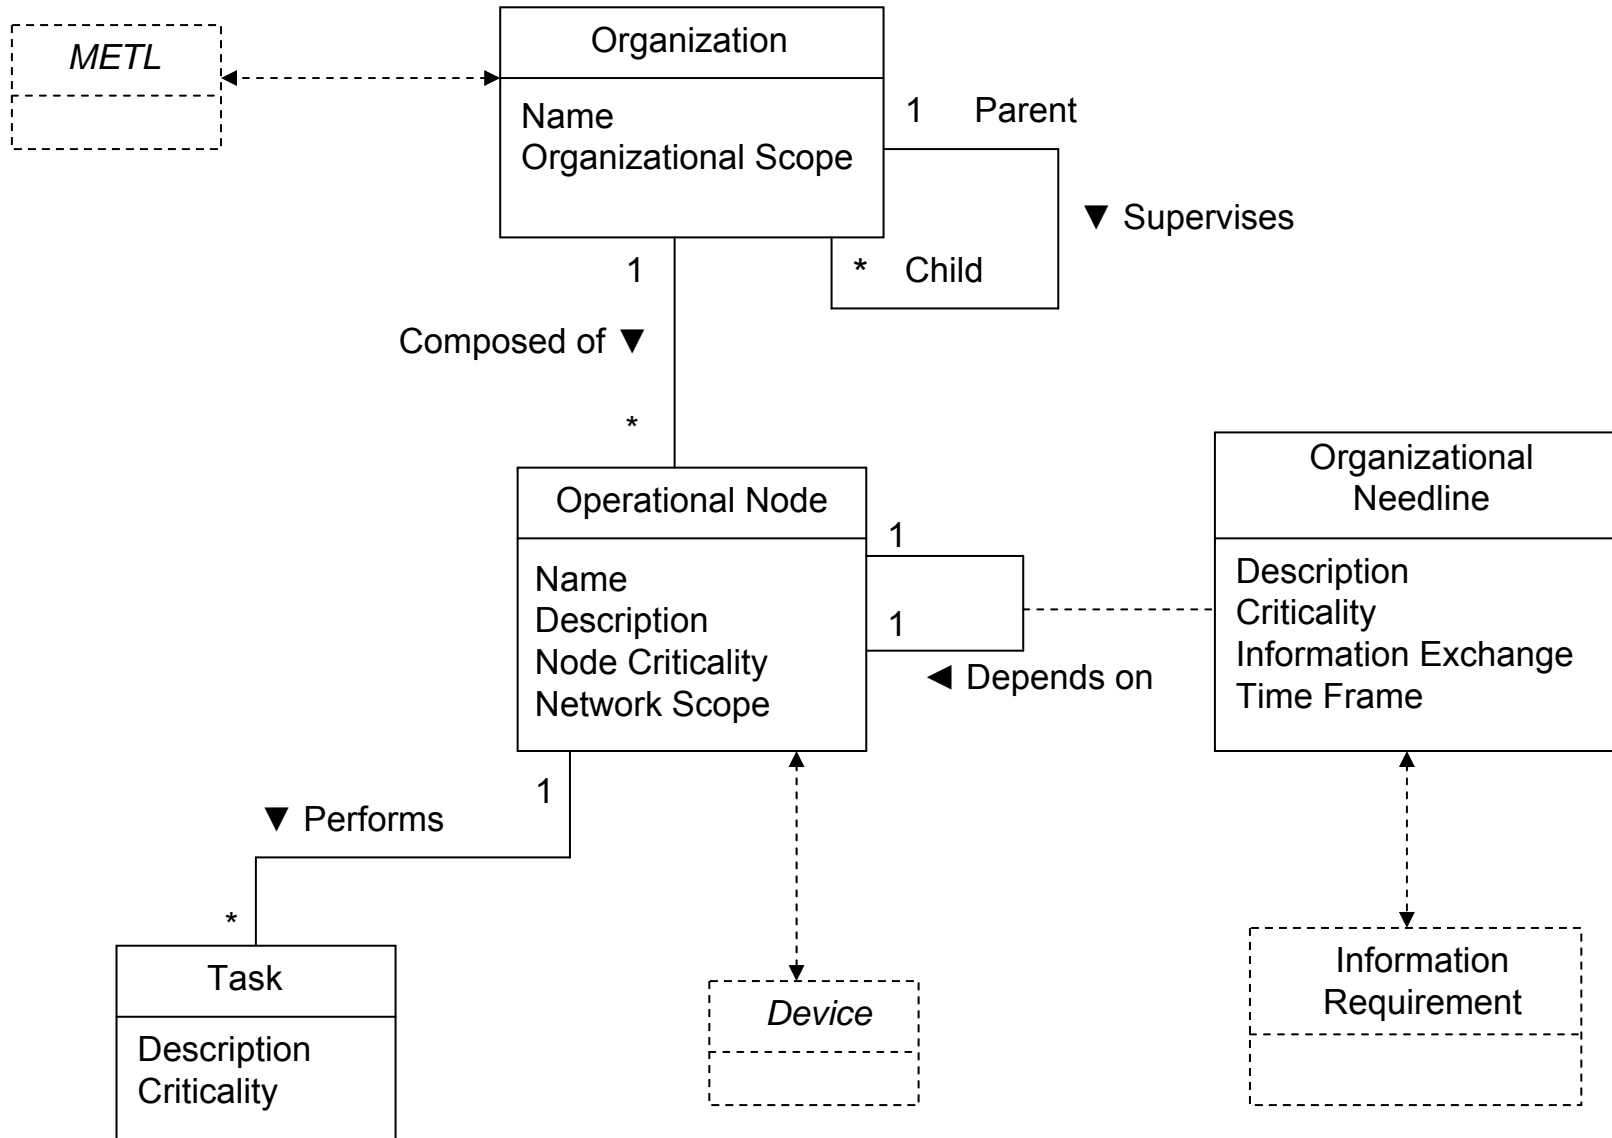 METL
Organization
Name
Organizational Scope
1 Parent
▼ Supervises
* Child
1
Composed of ▼
*
Operational Node
Name
Description
Node Criticality
Network Scope
1
1
◄ Depends on
Organizational
Needline
Description
Criticality
Information Exchange
Time Frame
1
▼ Performs
*
Task
Description
Criticality
Device
Information
Requirement